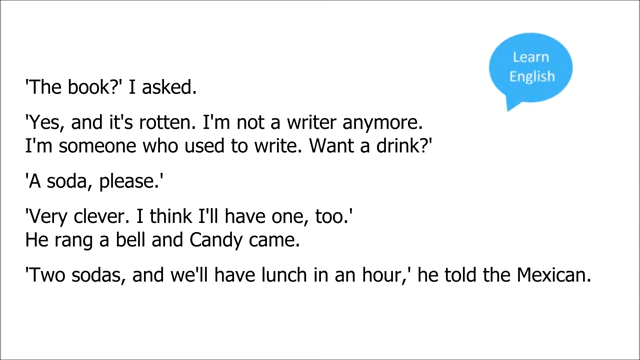 Learn
English
'The book?' I asked.
'Yes, and it's rotten. I'm not a writer anymore.
I'm someone who used to write. Want a drink?'
'A soda, please.'
'Very clever. I think I'll have one, too.'
He rang a bell and Candy came.
'Two sodas, and we'll have lunch in an hour,' he told the Mexican.